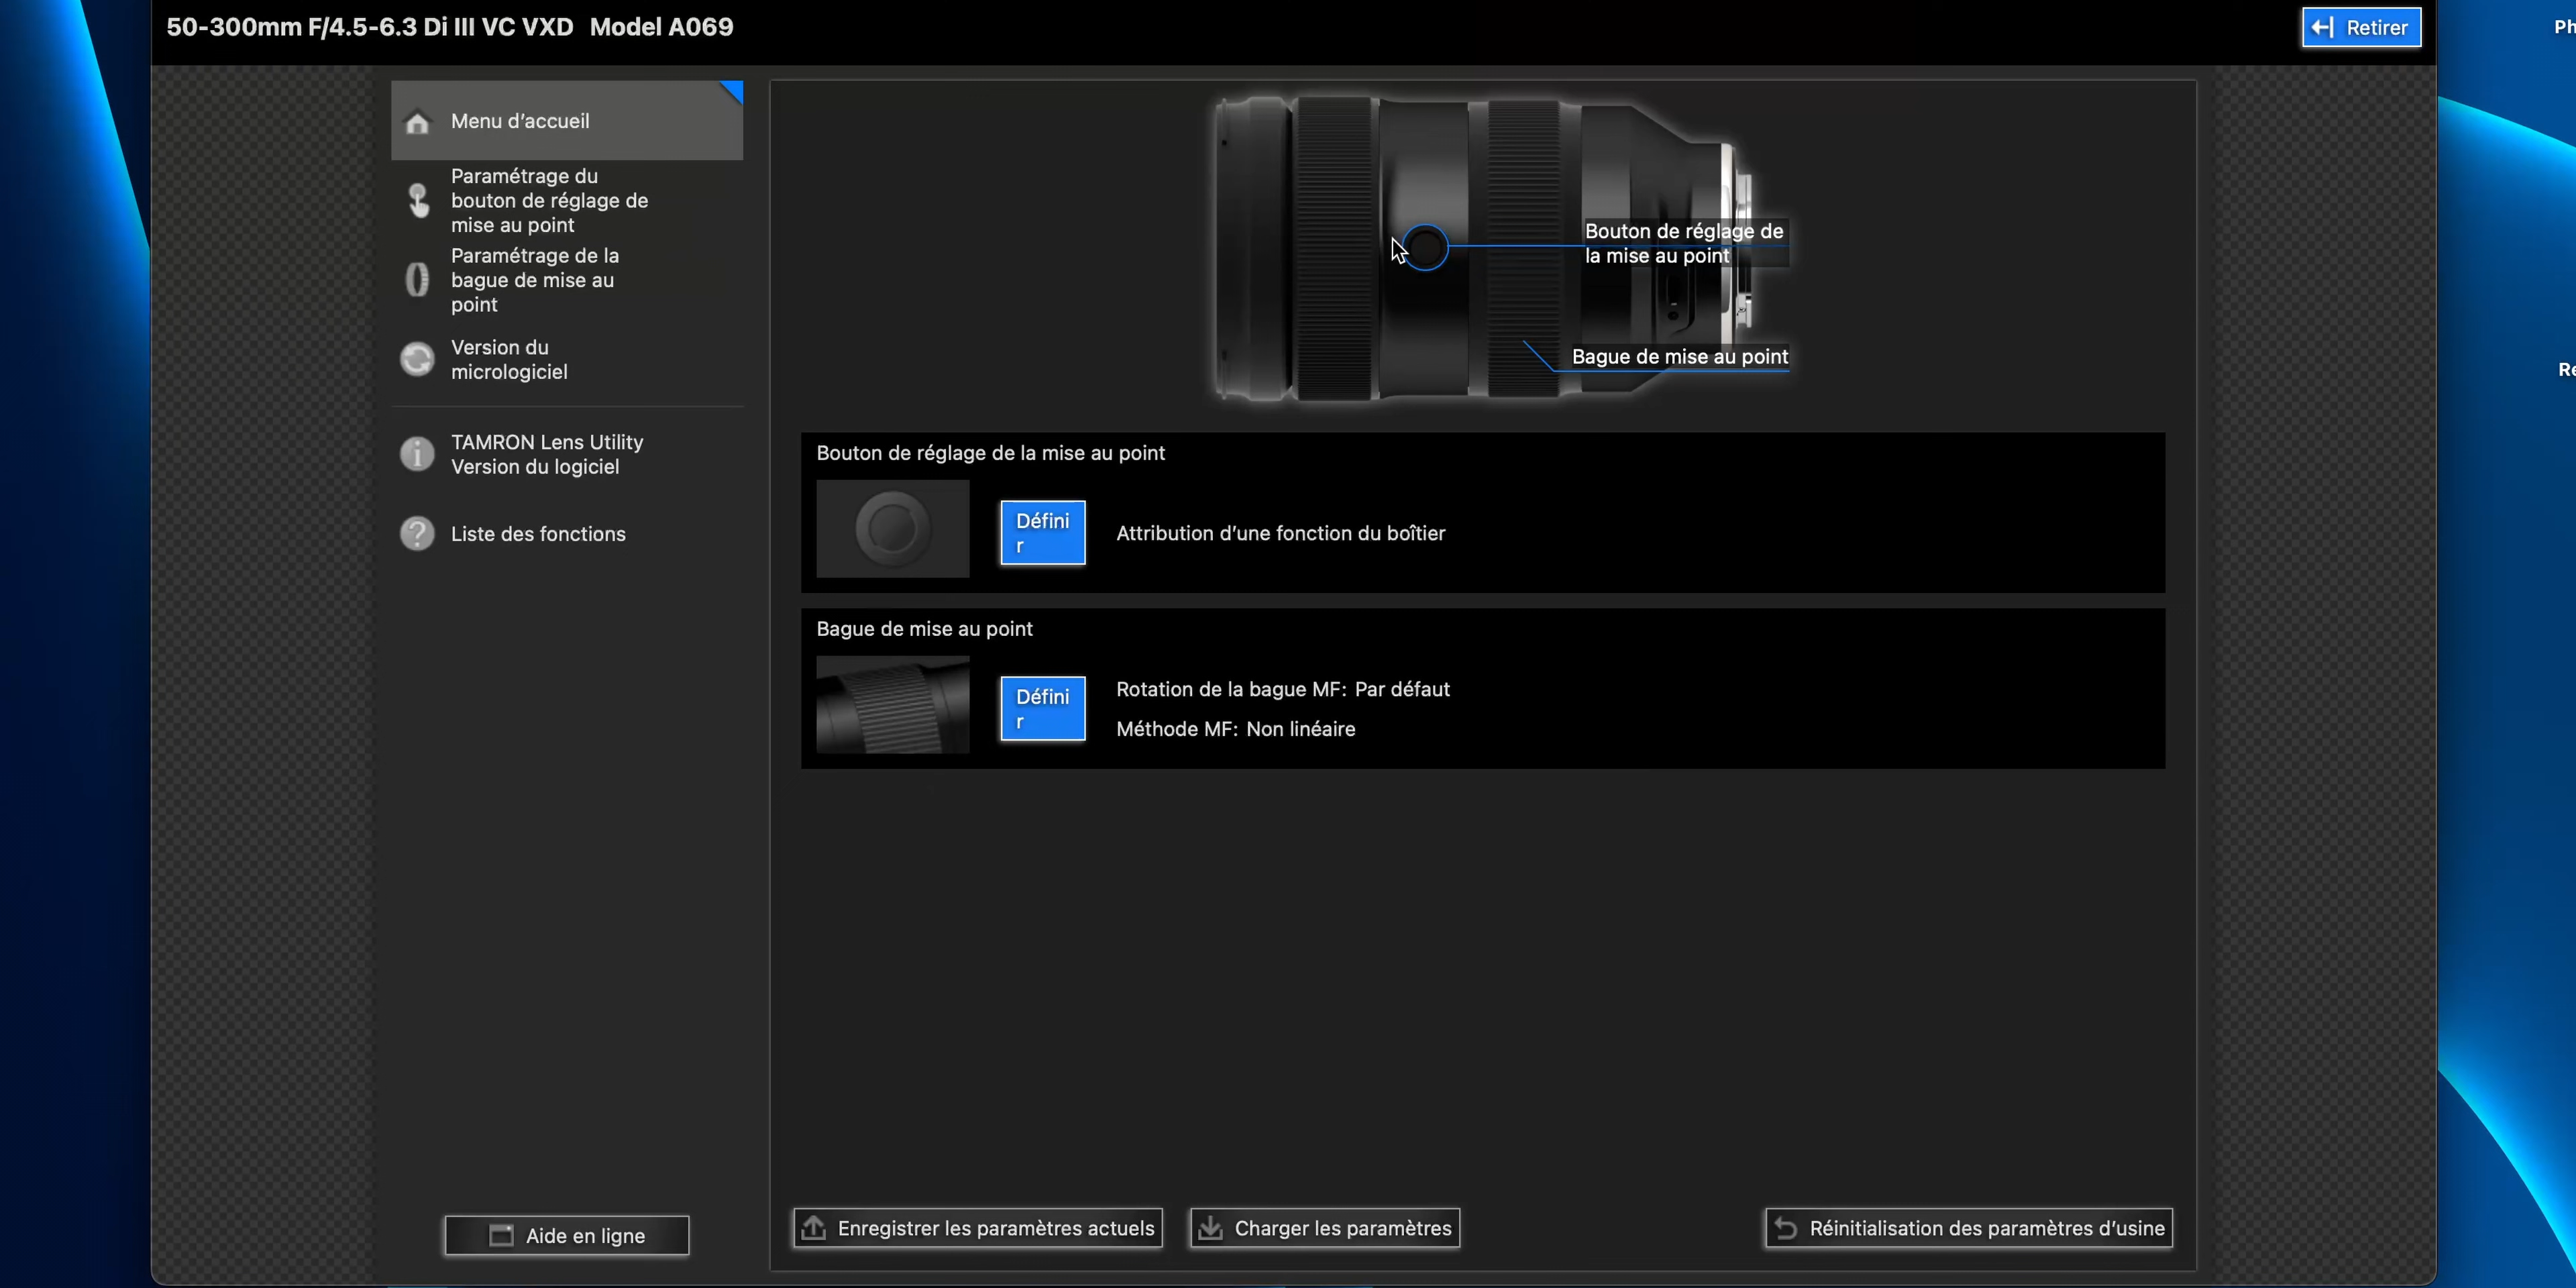 50-300mm F/4.5-6.3 Di III VC VXD Model A069
Retirer
Menu d’accueil
Paramétrage du
bouton de réglage de
mise au point
Paramétrage de la
bague de mise au
point
Version du
micrologiciel
TAMRON Lens Utility
Version du logiciel
Liste des fonctions
Aide en ligne
Bouton de réglage de
la mise au point
Bague de mise au point
Bouton de réglage de la mise au point
Défini
r
Attribution d’une fonction du boîtier
Bague de mise au point
Défini
r
Rotation de la bague MF: Par défaut
Méthode MF: Non linéaire
Enregistrer les paramètres actuels
Charger les paramètres
Réinitialisation des paramètres d’usine
Ph
Re